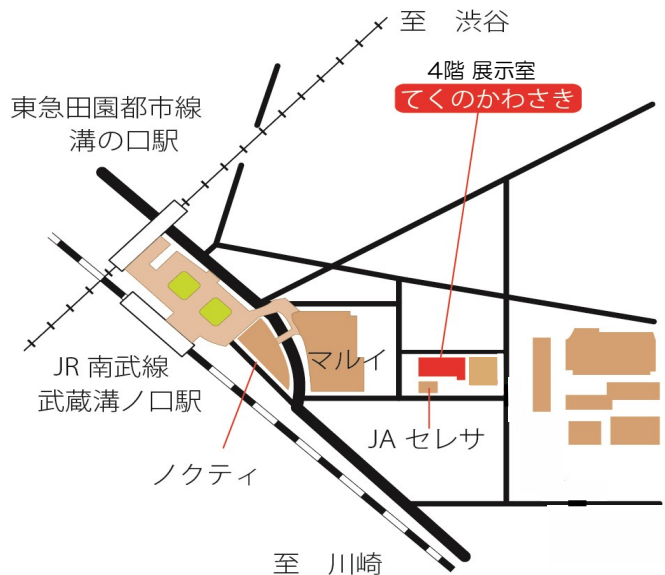 至 渋谷
4階 展示室
てくのかわさき
東急田園都市線
溝の口駅
マルイ
JR 南武線
武蔵溝ノ口駅
JA セレサ
ノクティ
至 川崎